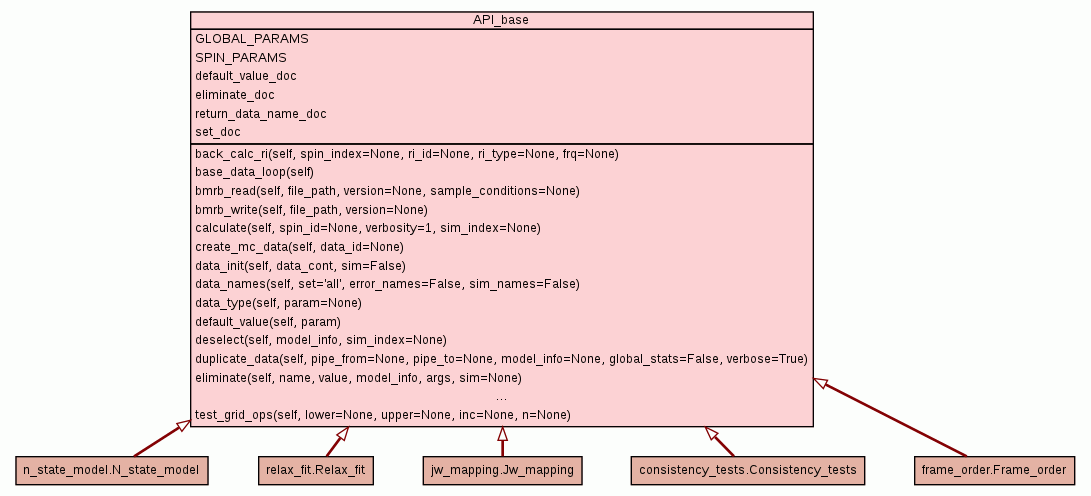 API_base
GLOBAL_PARAMS
SPIN_PARAMS
default_value_doc
eliminate_doc
return_data_name_doc
set_doc
back_calc_ri(self, spin_index=None, ri_id=None, ri_type=None, frq=None)
base_data_loop(self)
bmrb_read(self, file_path, version=None, sample_conditions=None)
bmrb_write(self, file_path, version=None)
calculate(self, spin_id=None, verbosity=1, sim_index=None)
create_mc_data(self, data_id=None)
data_init(self, data_cont, sim=False)
data_names(self, set='all', error_names=False, sim_names=False)
data_type(self, param=None)
default_value(self, param)
deselect(self, model_info, sim_index=None)
duplicate_data(self, pipe_from=None, pipe_to=None, model_info=None, global_stats=False, verbose=True)
eliminate(self, name, value, model_info, args, sim=None)
...
test_grid_ops(self, lower=None, upper=None, inc=None, n=None)
n_state_model.N_state_model
relax_fit.Relax_fit
jw_mapping.Jw_mapping
consistency_tests.Consistency_tests
frame_order.Frame_order